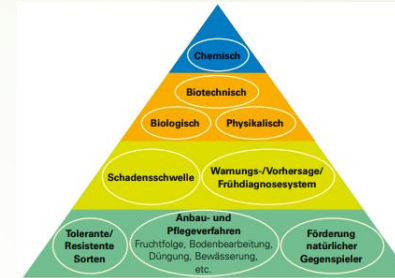 Chemisch
Biotechnisch
Biologisch
Physikalisch
Schadensschwelle
Warnungs-/Vorhersage/
Frühdiagnosesystem
Tolerante/
Resistente
Sorten
Anbau- und
Pflegeverfahren
Fruchtfolge, Bodenbearbeitung,
Düngung, Bewässerung,
etc.
Förderung
natürlicher
Gegenspieler